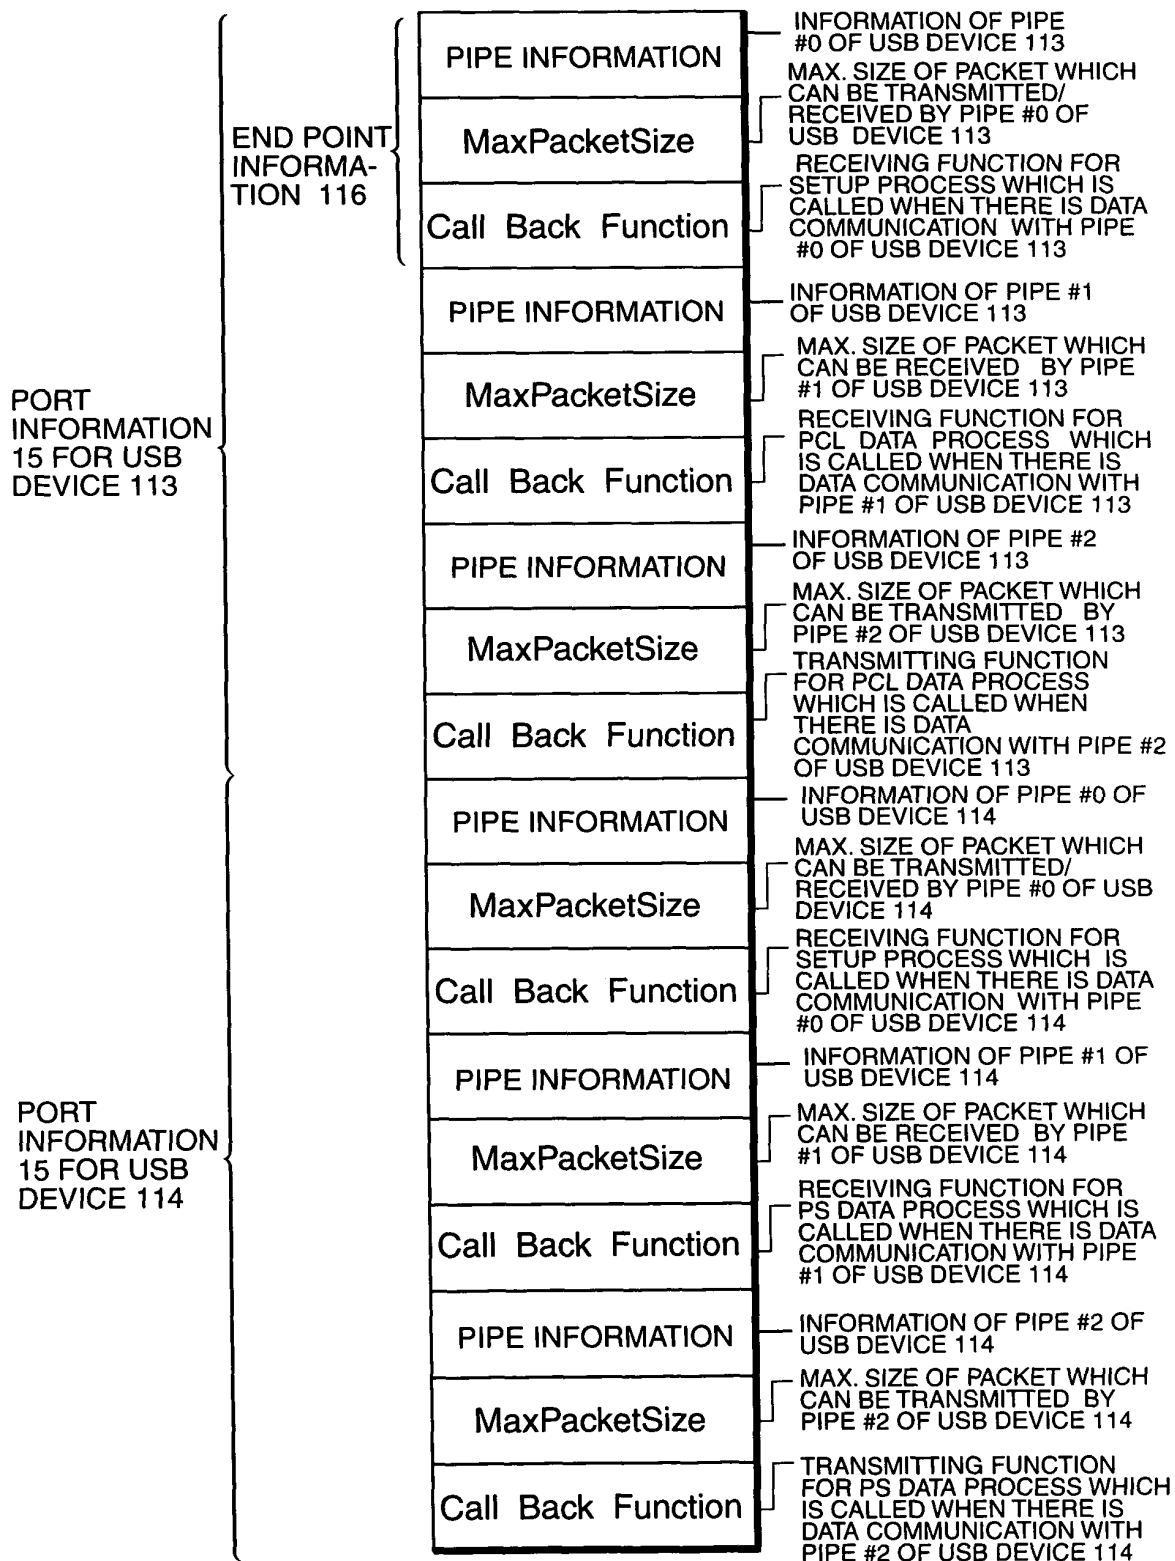 PORT
INFORMATION
15 FOR USB
DEVICE 113
END POINT
INFORMA-
TION 116
PIPE INFORMATION
INFORMATION OF PIPE
#0 OF USB DEVICE 113
MaxPacketSize
MAX. SIZE OF PACKET WHICH
CAN BE TRANSMITTED/
RECEIVED BY PIPE #0 OF
USB DEVICE 113
Call Back Function
RECEIVING FUNCTION FOR
SETUP PROCESS WHICH IS
CALLED WHEN THERE IS DATA
COMMUNICATION WITH PIPE
#0 OF USB DEVICE 113
PIPE INFORMATION
INFORMATION OF PIPE #1
OF USB DEVICE 113
MaxPacketSize
MAX. SIZE OF PACKET WHICH
CAN BE RECEIVED BY PIPE
#1 OF USB DEVICE 113
Call Back Function
RECEIVING FUNCTION FOR
PCL DATA PROCESS WHICH
IS CALLED WHEN THERE IS
DATA COMMUNICATION WITH
PIPE #1 OF USB DEVICE 113
PIPE INFORMATION
INFORMATION OF PIPE #2
OF USB DEVICE 113
MaxPacketSize
MAX. SIZE OF PACKET WHICH
CAN BE TRANSMITTED BY
PIPE #2 OF USB DEVICE 113
Call Back Function
TRANSMITTING FUNCTION
FOR PCL DATA PROCESS
WHICH IS CALLED WHEN
THERE IS DATA
COMMUNICATION WITH PIPE #2
OF USB DEVICE 113
PORT
INFORMATION
15 FOR USB
DEVICE 114
PIPE INFORMATION
INFORMATION OF PIPE #0 OF
USB DEVICE 114
MaxPacketSize
MAX. SIZE OF PACKET WHICH
CAN BE TRANSMITTED/
RECEIVED BY PIPE #0 OF USB
DEVICE 114
Call Back Function
RECEIVING FUNCTION FOR
SETUP PROCESS WHICH IS
CALLED WHEN THERE IS DATA
COMMUNICATION WITH PIPE
#0 OF USB DEVICE 114
PIPE INFORMATION
INFORMATION OF PIPE #1 OF
USB DEVICE 114
MaxPacketSize
MAX. SIZE OF PACKET WHICH
CAN BE RECEIVED BY PIPE
#1 OF USB DEVICE 114
Call Back Function
RECEIVING FUNCTION FOR
PS DATA PROCESS WHICH IS
CALLED WHEN THERE IS DATA
COMMUNICATION WITH PIPE
#1 OF USB DEVICE 114
PIPE INFORMATION
INFORMATION OF PIPE #2 OF
USB DEVICE 114
MaxPacketSize
MAX. SIZE OF PACKET WHICH
CAN BE TRANSMITTED BY
PIPE #2 OF USB DEVICE 114
Call Back Function
TRANSMITTING FUNCTION
FOR PS DATA PROCESS WHICH
IS CALLED WHEN THERE IS
DATA COMMUNICATION WITH
PIPE #2 OF USB DEVICE 114